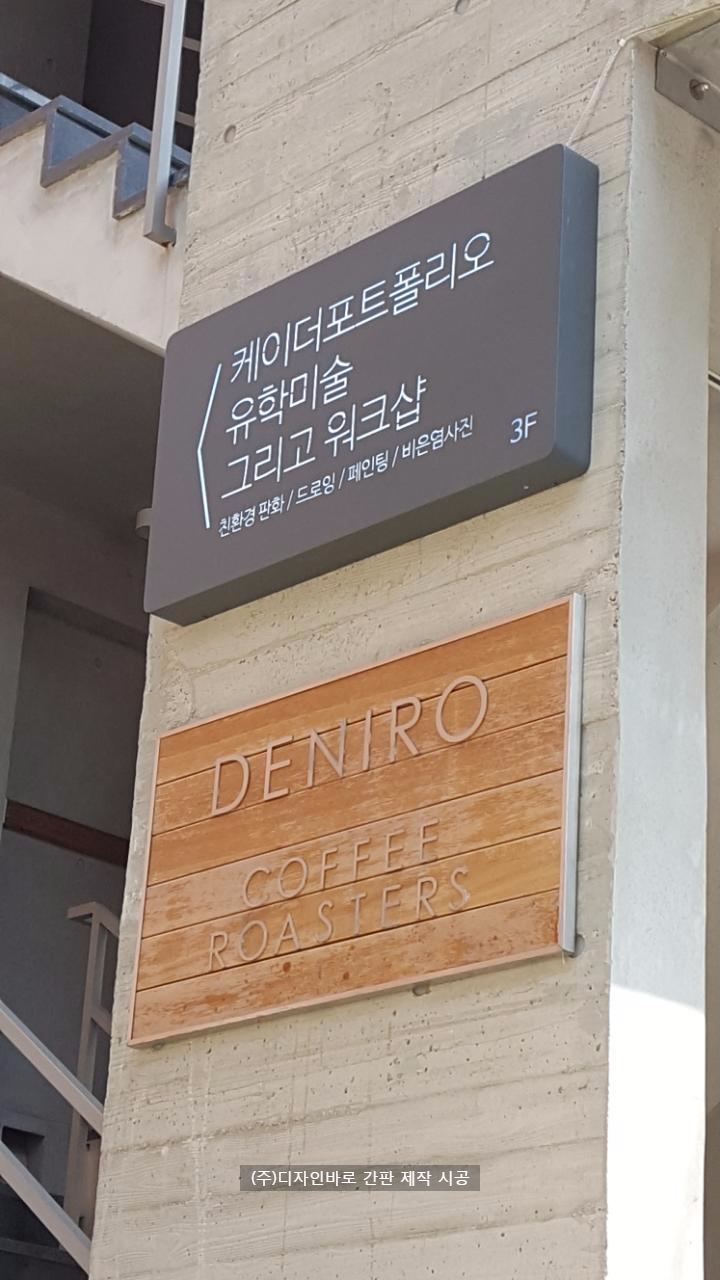 케이더포트폴리오
유학미술
그리고 워크샵
친환경 판화 / 드로잉 / 페인팅 / 비은염사진
3F
DENIRO
COFFEE
ROASTERS
(주)디자인바로 간판 제작 시공